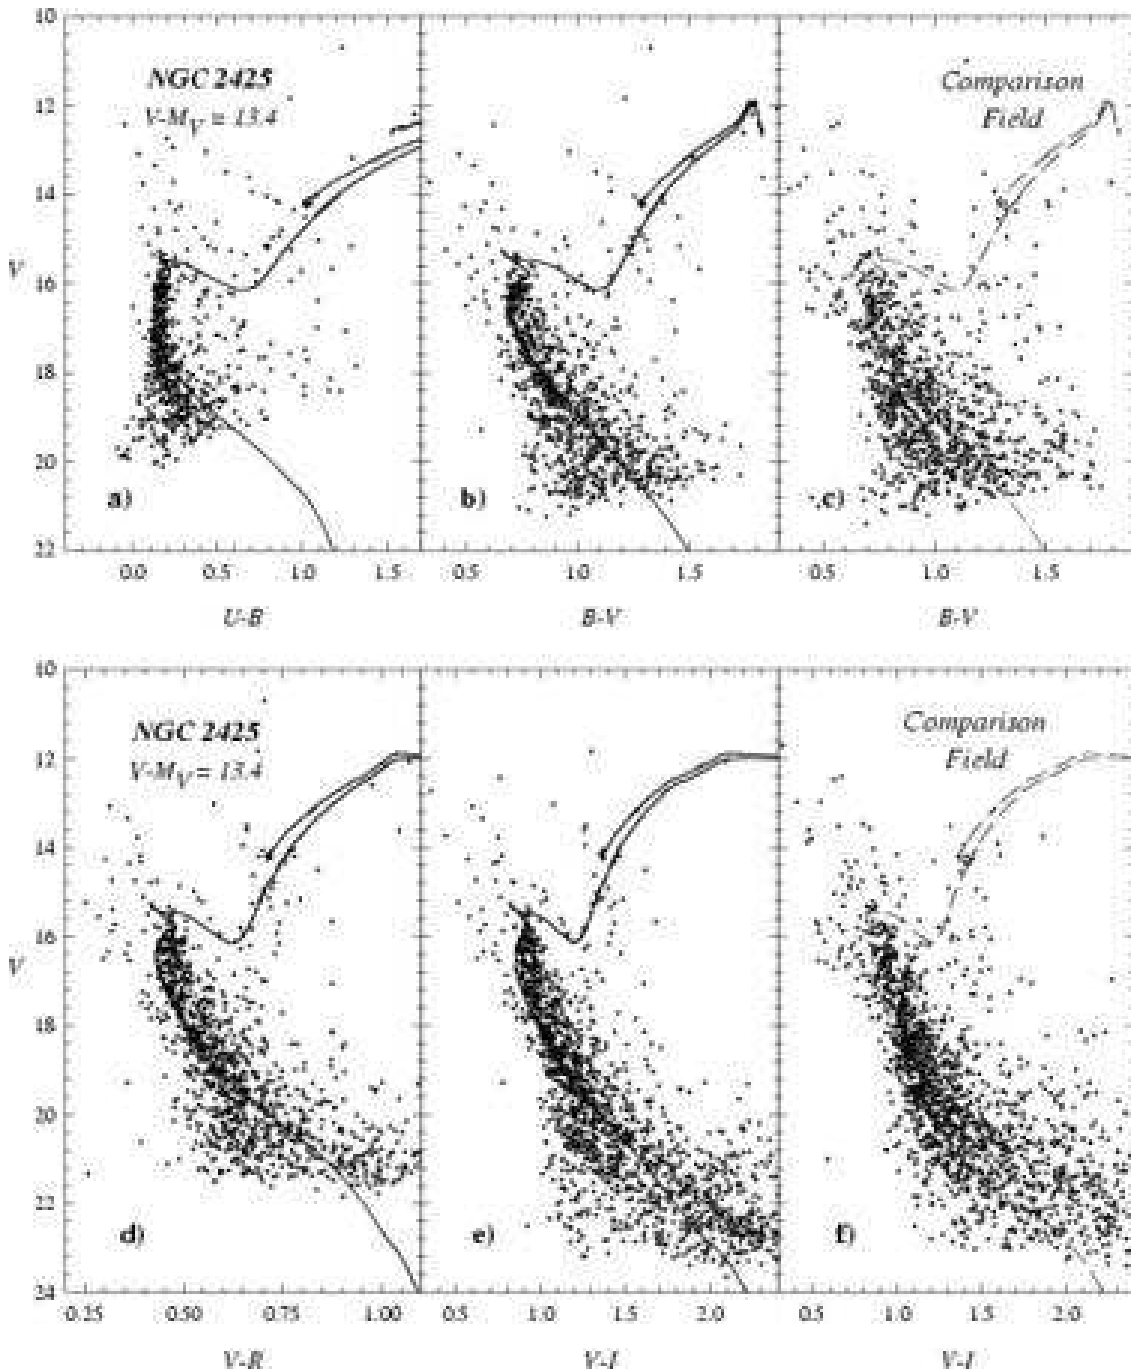 10
12
14
16
18
20
22
V
NGC 2425
V-M_V = 13.4
Comparison
Field
a)
b)
c)
0.0 0.5 1.0 1.5
0.5 1.0 1.5
0.5 1.0 1.5
U-B
B-V
B-V
10
12
14
16
18
20
22
24
V
NGC 2425
V-M_V = 13.4
Comparison
Field
d)
e)
f)
0.25 0.50 0.75 1.00
0.5 1.0 1.5 2.0
0.5 1.0 1.5 2.0
V-R
V-I
V-I